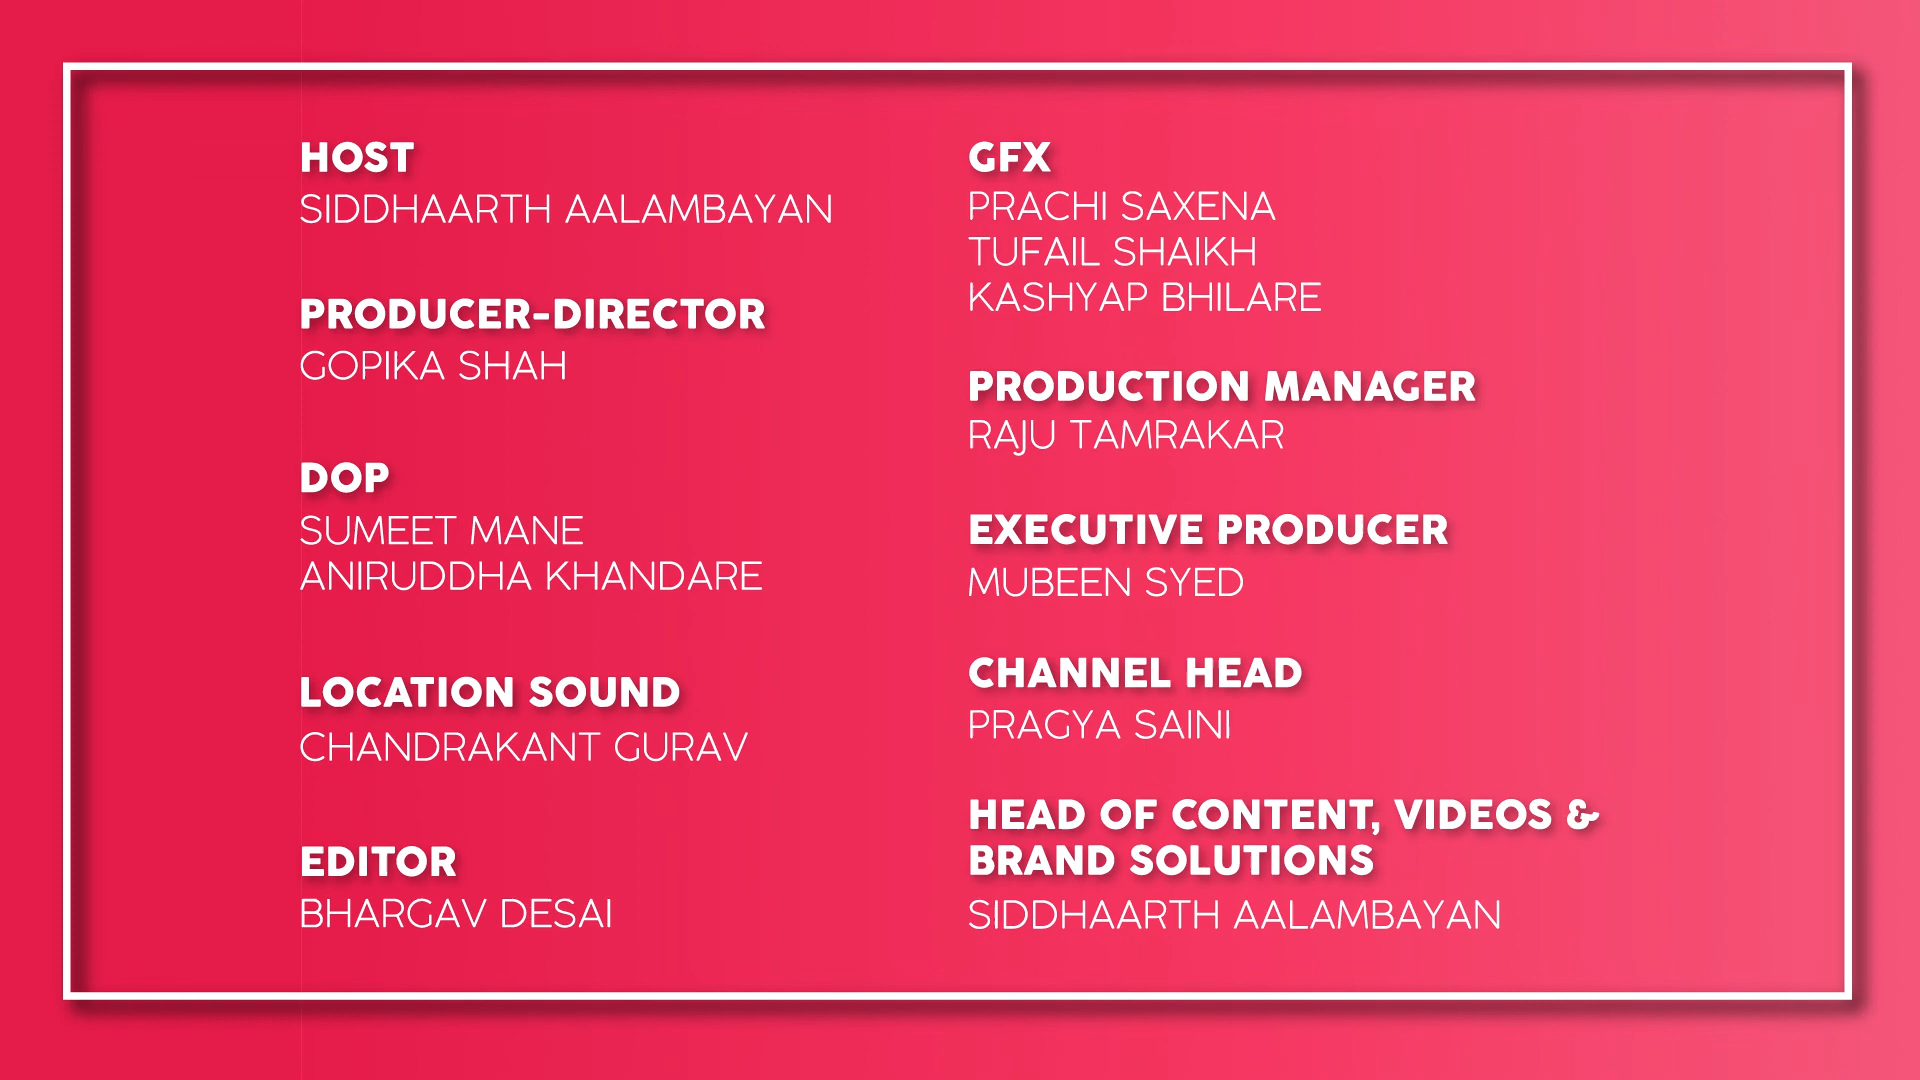 HOST
SIDDHAARTH AALAMBAYAN
PRODUCER-DIRECTOR
GOPIKA SHAH
DOP
SUMEET MANE
ANIRUDDHA KHANDARE
LOCATION SOUND
CHANDRAKANT GURAV
EDITOR
BHARGAV DESAI
GFX
PRACHI SAXENA
TUFAIL SHAIKH
KASHYAP BHILARE
PRODUCTION MANAGER
RAJU TAMRAKAR
EXECUTIVE PRODUCER
MUBEEN SYED
CHANNEL HEAD
PRAGYA SAINI
HEAD OF CONTENT, VIDEOS &
BRAND SOLUTIONS
SIDDHAARTH AALAMBAYAN